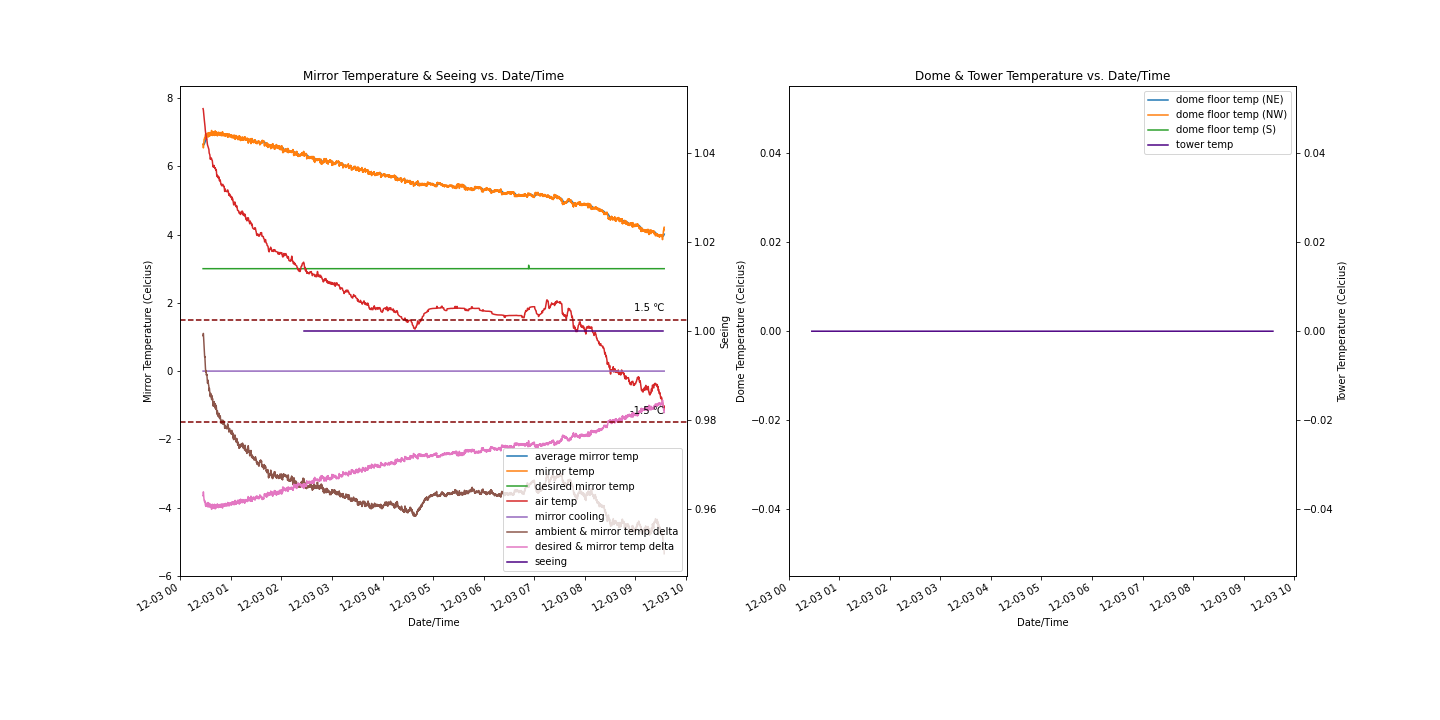 Mirror Temperature & Seeing vs. Date/Time
Mirror Temperature (Celcius)
8
6
4
2
0
−2
−4
−6
1.5 °C
-1.5 °C
1.04
1.02
1.00
0.98
0.96
Seeing
average mirror temp
mirror temp
desired mirror temp
air temp
mirror cooling
ambient & mirror temp delta
desired & mirror temp delta
seeing
12-03 00
12-03 01
12-03 02
12-03 03
12-03 04
12-03 05
12-03 06
12-03 07
12-03 08
12-03 09
12-03 10
Date/Time
Dome & Tower Temperature vs. Date/Time
Dome Temperature (Celcius)
0.04
0.02
0.00
−0.02
−0.04
dome floor temp (NE)
dome floor temp (NW)
dome floor temp (S)
tower temp
0.04
0.02
0.00
−0.02
−0.04
Tower Temperature (Celcius)
12-03 00
12-03 01
12-03 02
12-03 03
12-03 04
12-03 05
12-03 06
12-03 07
12-03 08
12-03 09
12-03 10
Date/Time